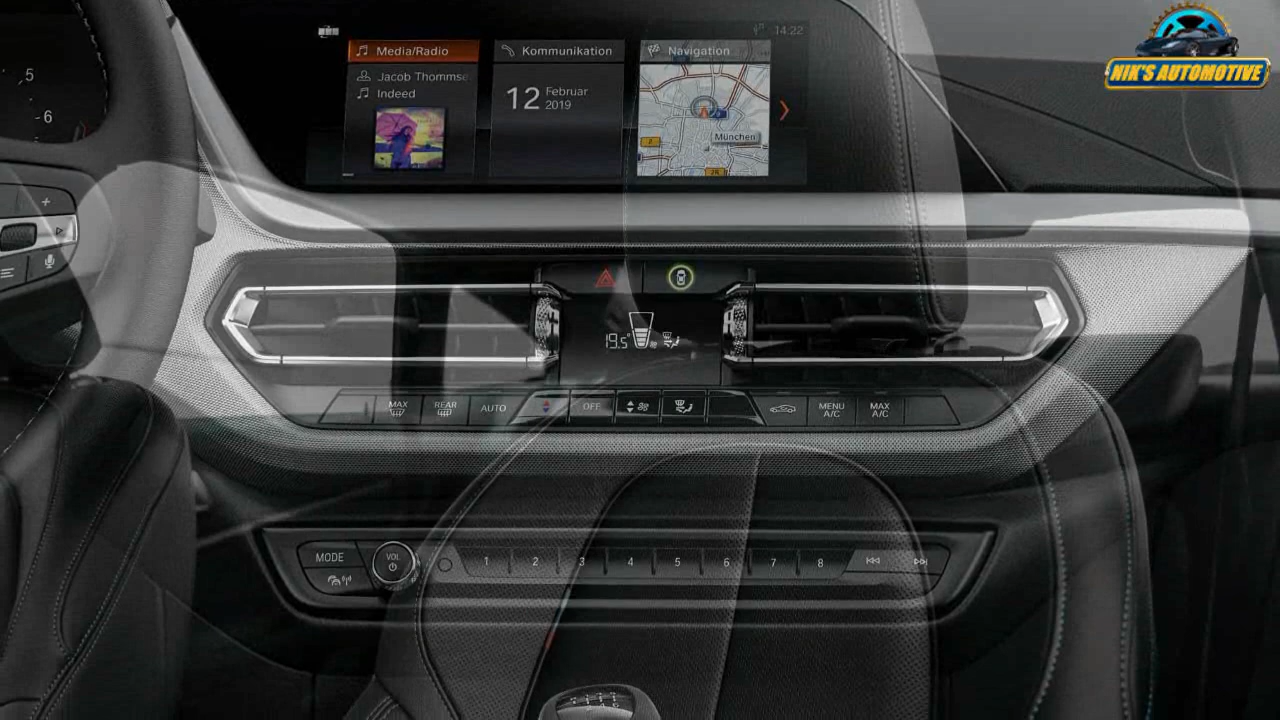 5
6
Media/Radio
Jacob Thommse
Indeed
Kommunikation
12
Februar
2019
Navigation
14:22
München
NIK'S AUTOMOTIVE
19.5°
MAX
REAR
AUTO
OFF
MENU
A/C
MAX
A/C
MODE
VOL
1 2 3 4 5 6 7 8